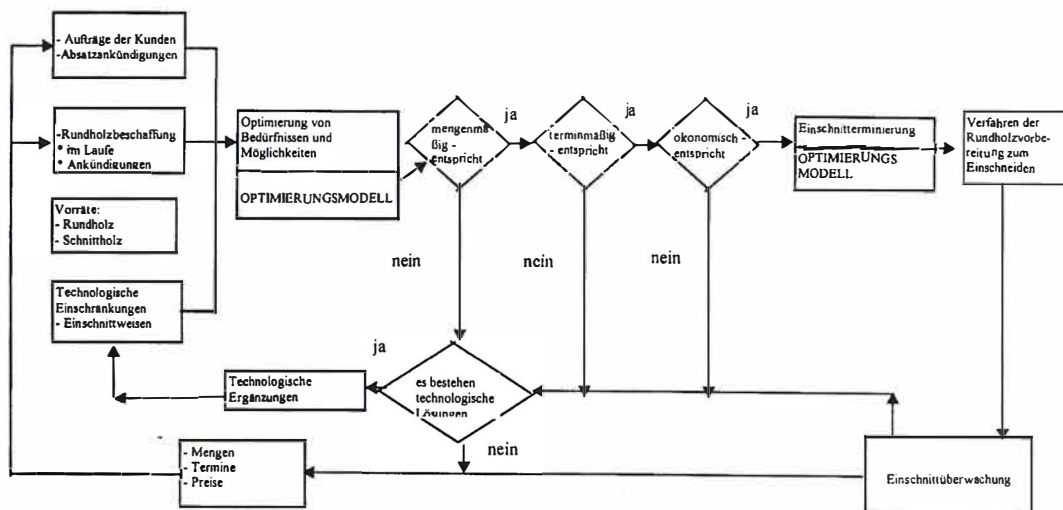 - Aufträge der Kunden
-Absatzankündigungen
-Rundholzbeschaffung
* im Laufe
* Ankündigungen
Vorräte:
- Rundholz
- Schnittholz
Technologische
Einschränkungen
- Einschnittweisen
Optimierung von
Bedürfnissen und
Möglichkeiten
OPTIMIERUNGSMODELL
mengenmä
ßig -
entspricht
ja
terminmäßig
- entspricht
ja
ökonomisch -
entspricht
ja
Einschnitterminierung
OPTIMIERUNGS
MODELL
Verfahren der
Rundholzvorbe-
reitung zum
Einschneiden
nein
nein
nein
ja
es bestehen
technologische
Lösungen
Technologische
Ergänzungen
nein
- Mengen
- Termine
- Preise
Einschnittüberwachung